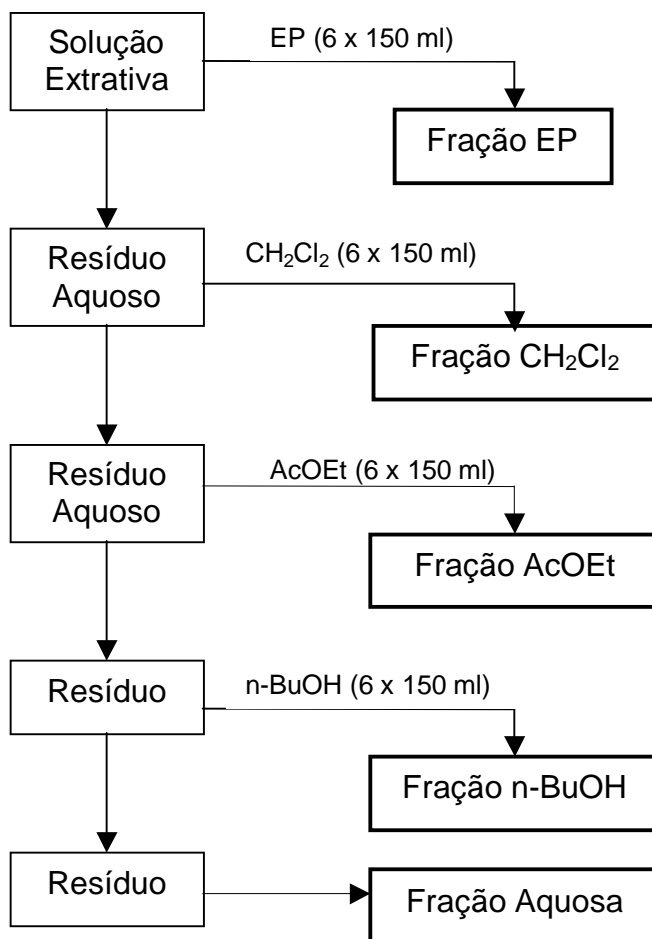 Solução
Extrativa
EP (6 x 150 ml)
Fração EP
Resíduo
Aquoso
CH₂Cl₂ (6 x 150 ml)
Fração CH₂Cl₂
Resíduo
Aquoso
AcOEt (6 x 150 ml)
Fração AcOEt
Resíduo
n-BuOH (6 x 150 ml)
Fração n-BuOH
Resíduo
Fração Aquosa